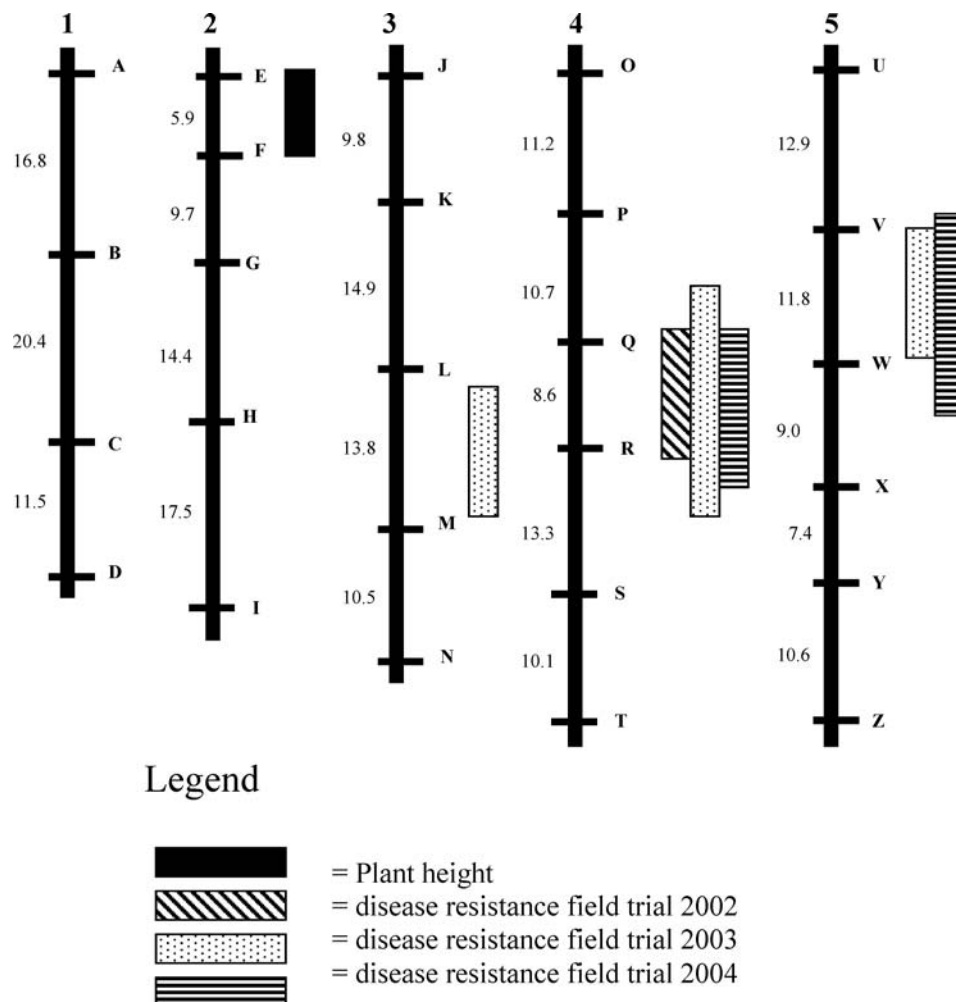 1 2 3 4 5
A E J O U
5.9 9.8 11.2 12.9
16.8 F
9.7 K P V
B G
14.9 10.7 11.8
20.4 14.4 Q
L W
8.6
H 9.0
C 13.8 R
X
11.5 17.5
M 13.3 7.4
D Y
I 10.5 S
N 10.1 10.6
T Z
Legend
= Plant height
= disease resistance field trial 2002
= disease resistance field trial 2003
= disease resistance field trial 2004